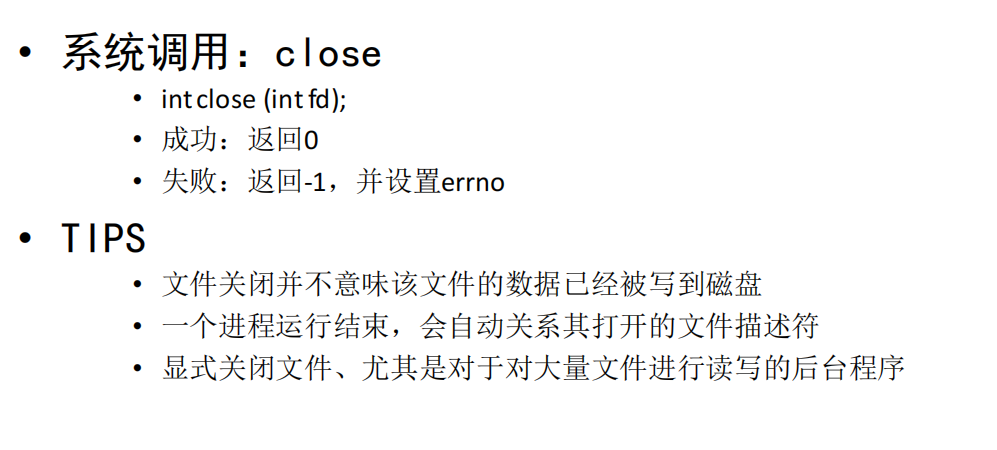 • 系统调用：close
• int close (int fd);
• 成功：返回0
• 失败：返回-1，并设置errno
• TIPS
• 文件关闭并不意味该文件的数据已经被写到磁盘
• 一个进程运行结束，会自动关系其打开的文件描述符
• 显式关闭文件、尤其是对于对大量文件进行读写的后台程序